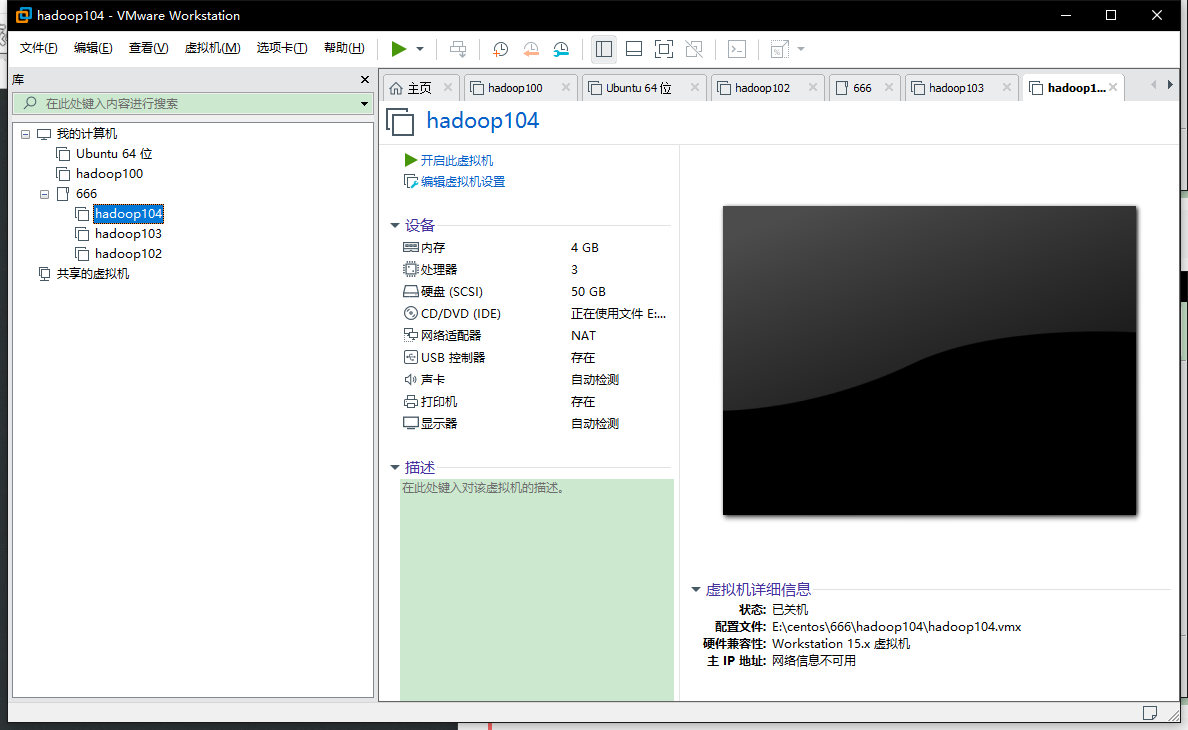 hadoop104 - VMware Workstation
文件(F) 编辑(E) 查看(V) 虚拟机(M) 选项卡(T) 帮助(H)
库
在此处键入内容进行搜索
我的计算机
Ubuntu 64 位
hadoop100
666
hadoop104
hadoop103
hadoop102
共享的虚拟机
主页 hadoop100 Ubuntu 64 位 hadoop102 666 hadoop103 hadoop1...
hadoop104
开启此虚拟机
编辑虚拟机设置
设备
内存 4 GB
处理器 3
硬盘 (SCSI) 50 GB
CD/DVD (IDE) 正在使用文件 E:...
网络适配器 NAT
USB 控制器 存在
声卡 自动检测
打印机 存在
显示器 自动检测
描述
在此处键入对该虚拟机的描述。
虚拟机详细信息
状态: 已关机
配置文件: E:\centos\666\hadoop104\hadoop104.vmx
硬件兼容性: Workstation 15.x 虚拟机
主 IP 地址: 网络信息不可用